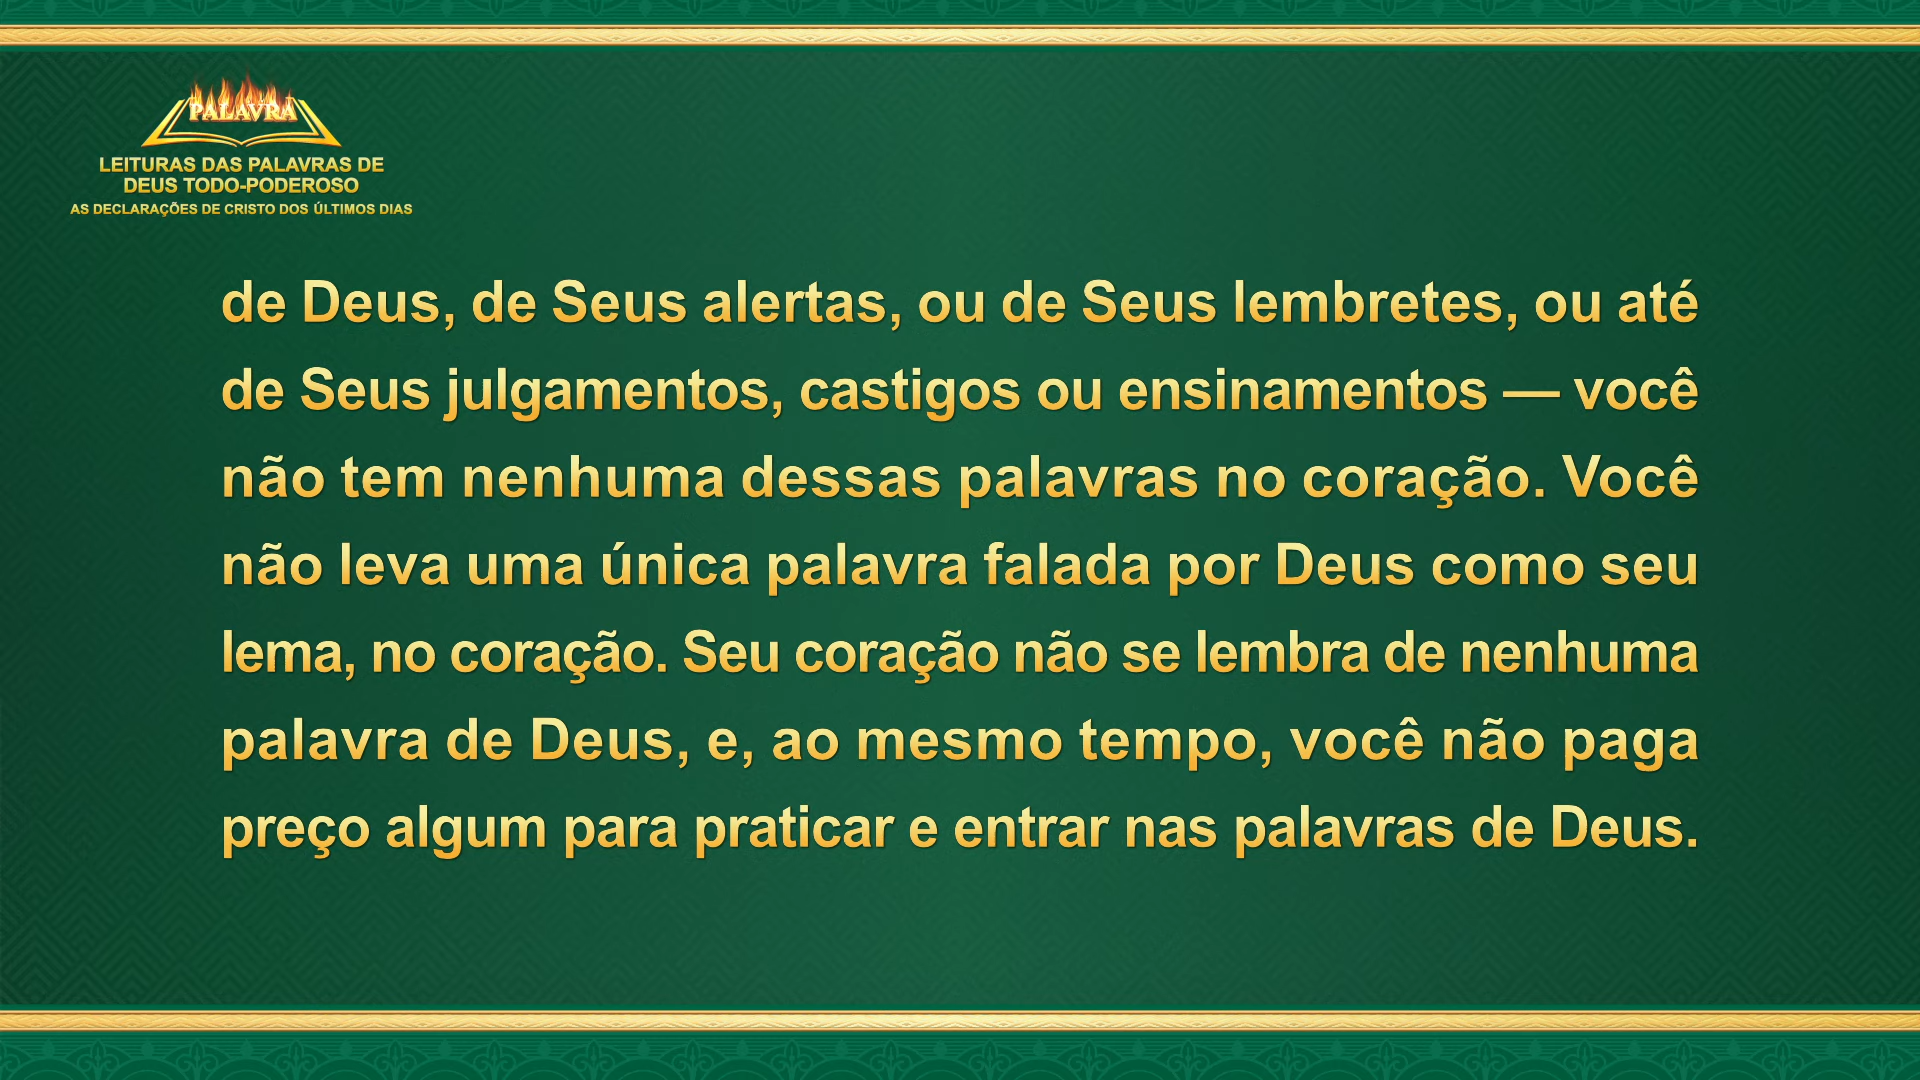 PALAVRA
LEITURAS DAS PALAVRAS DE
DEUS TODO-PODEROSO
AS DECLARAÇÕES DE CRISTO DOS ÚLTIMOS DIAS
de Deus, de Seus alertas, ou de Seus lembretes, ou até
de Seus julgamentos, castigos ou ensinamentos — você
não tem nenhuma dessas palavras no coração. Você
não leva uma única palavra falada por Deus como seu
lema, no coração. Seu coração não se lembra de nenhuma
palavra de Deus, e, ao mesmo tempo, você não paga
preço algum para praticar e entrar nas palavras de Deus.